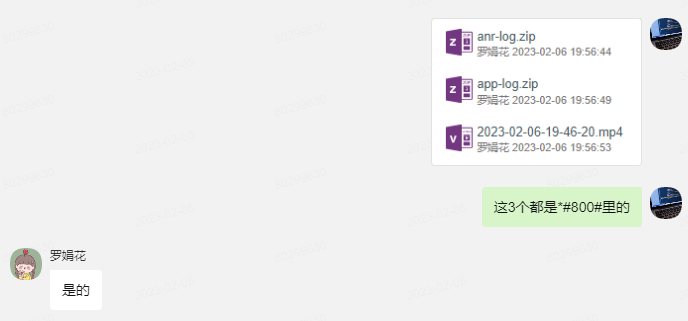 anr-log.zip
罗娟花 2023-02-06 19:56:44
app-log.zip
罗娟花 2023-02-06 19:56:49
2023-02-06-19-46-20.mp4
罗娟花 2023-02-06 19:56:53
这3个都是*#800#里的
罗娟花
是的